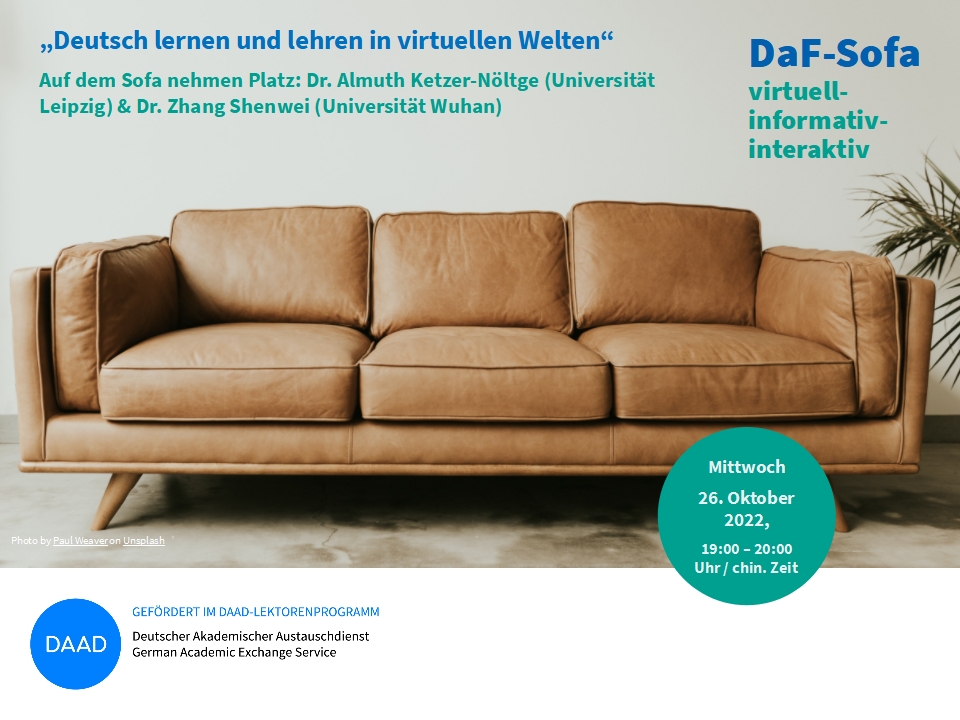 „Deutsch lernen und lehren in virtuellen Welten“
Auf dem Sofa nehmen Platz: Dr. Almuth Ketzer-Nöltge (Universität
Leipzig) & Dr. Zhang Shenwei (Universität Wuhan)
DaF-Sofa
virtuell-
informativ-
interaktiv
Mittwoch
26. Oktober
2022,
19:00 – 20:00
Uhr / chin. Zeit
Photo by Paul Weaver on Unsplash
DAAD
GEFÖRDERT IM DAAD-LEKTORENPROGRAMM
Deutscher Akademischer Austauschdienst
German Academic Exchange Service